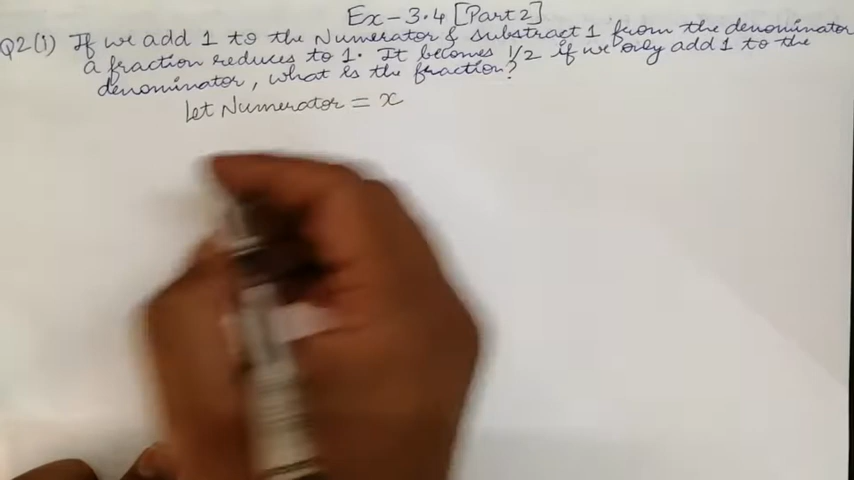 Ex-3.4 [Part 2]
Q2(i) If we add 1 to the Numerator & substract 1 from the denominator
a fraction reduces to 1. It becomes 1/2 if we only add 1 to the
denominator, what is the fraction?
Let Numerator = x